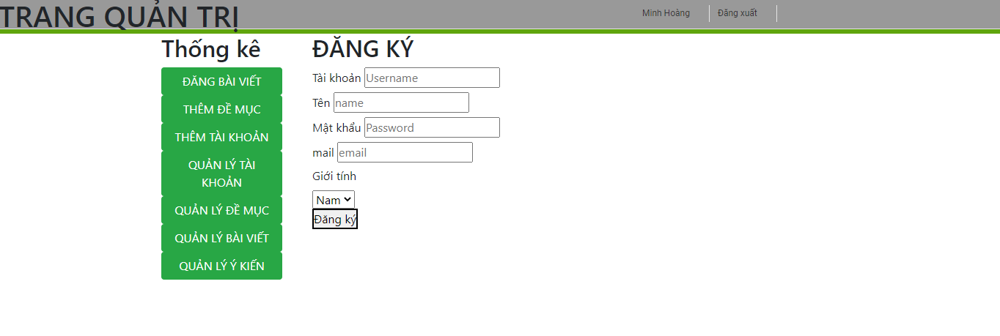 TRANG QUẢN TRỊ
Minh Hoàng
Đăng xuất
Thống kê
ĐĂNG BÀI VIẾT
THÊM ĐỀ MỤC
THÊM TÀI KHOẢN
QUẢN LÝ TÀI
KHOẢN
QUẢN LÝ ĐỀ MỤC
QUẢN LÝ BÀI VIẾT
QUẢN LÝ Ý KIẾN
ĐĂNG KÝ
Tài khoản Username
Tên name
Mật khẩu Password
mail email
Giới tính
Nam
Đăng ký